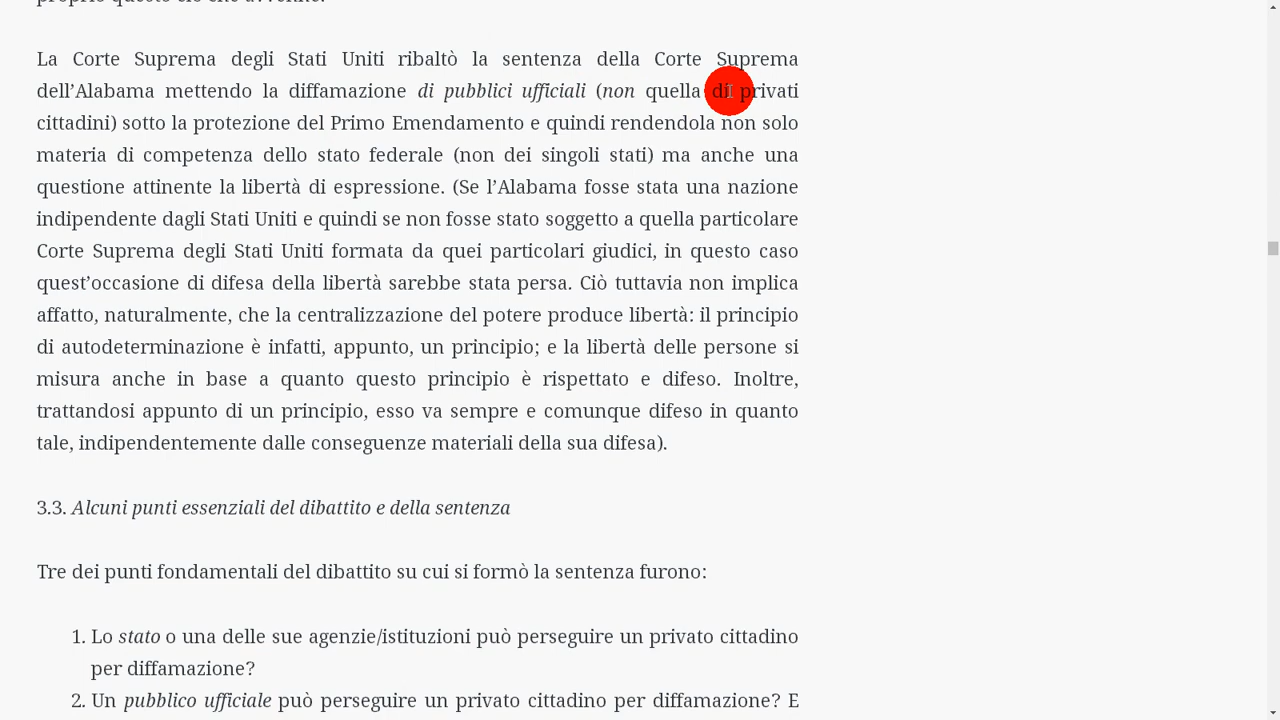 La Corte Suprema degli Stati Uniti ribaltò la sentenza della Corte Suprema
dell’Alabama mettendo la diffamazione di pubblici ufficiali (non quella di privati
cittadini) sotto la protezione del Primo Emendamento e quindi rendendola non solo
materia di competenza dello stato federale (non dei singoli stati) ma anche una
questione attinente la libertà di espressione. (Se l’Alabama fosse stata una nazione
indipendente dagli Stati Uniti e quindi se non fosse stato soggetto a quella particolare
Corte Suprema degli Stati Uniti formata da quei particolari giudici, in questo caso
quest’occasione di difesa della libertà sarebbe stata persa. Ciò tuttavia non implica
affatto, naturalmente, che la centralizzazione del potere produce libertà: il principio
di autodeterminazione è infatti, appunto, un principio; e la libertà delle persone si
misura anche in base a quanto questo principio è rispettato e difeso. Inoltre,
trattandosi appunto di un principio, esso va sempre e comunque difeso in quanto
tale, indipendentemente dalle conseguenze materiali della sua difesa).
3.3. Alcuni punti essenziali del dibattito e della sentenza
Tre dei punti fondamentali del dibattito su cui si formò la sentenza furono:
1. Lo stato o una delle sue agenzie/istituzioni può perseguire un privato cittadino
per diffamazione?
2. Un pubblico ufficiale può perseguire un privato cittadino per diffamazione? E